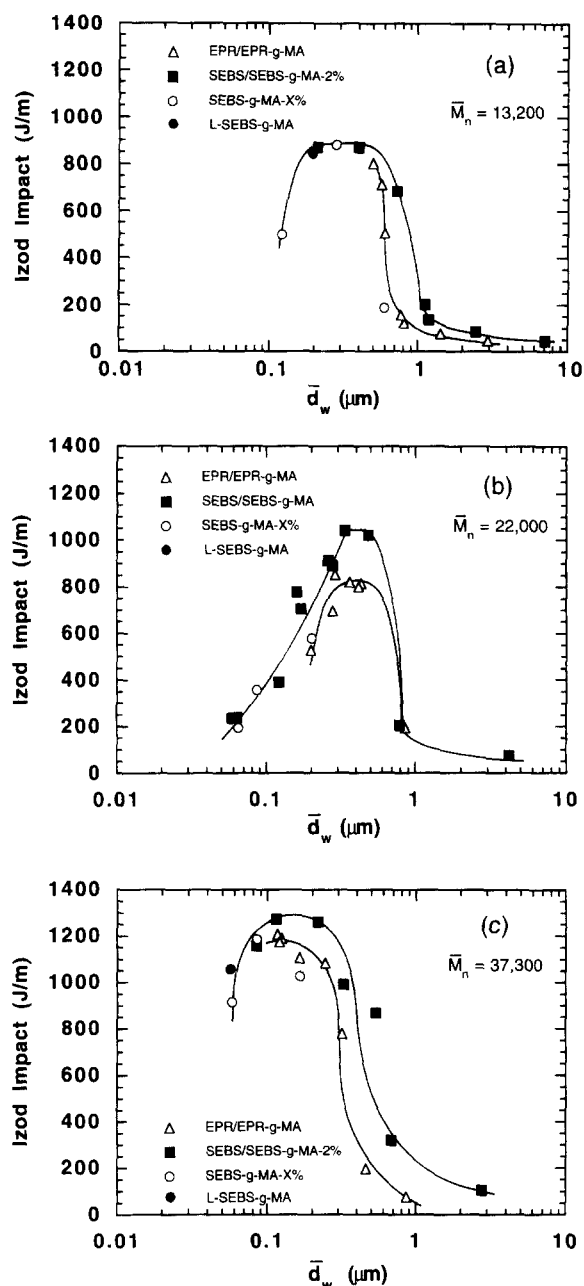 1400
1200
1000
800
600
400
200
0
Izod Impact (J/m)
EPR/EPR-g-MA
SEBS/SEBS-g-MA-2%
SEBS-g-MA-X%
L-SEBS-g-MA
(a)
M̄n = 13,200
0.01 0.1 1 10
d̄w (μm)
1400
1200
1000
800
600
400
200
0
Izod Impact (J/m)
EPR/EPR-g-MA
SEBS/SEBS-g-MA
SEBS-g-MA-X%
L-SEBS-g-MA
(b)
M̄n = 22,000
0.01 0.1 1 10
d̄w (μm)
1400
1200
1000
800
600
400
200
0
Izod Impact (J/m)
(c)
M̄n = 37,300
EPR/EPR-g-MA
SEBS/SEBS-g-MA-2%
SEBS-g-MA-X%
L-SEBS-g-MA
0.01 0.1 1 10
d̄w (μm)